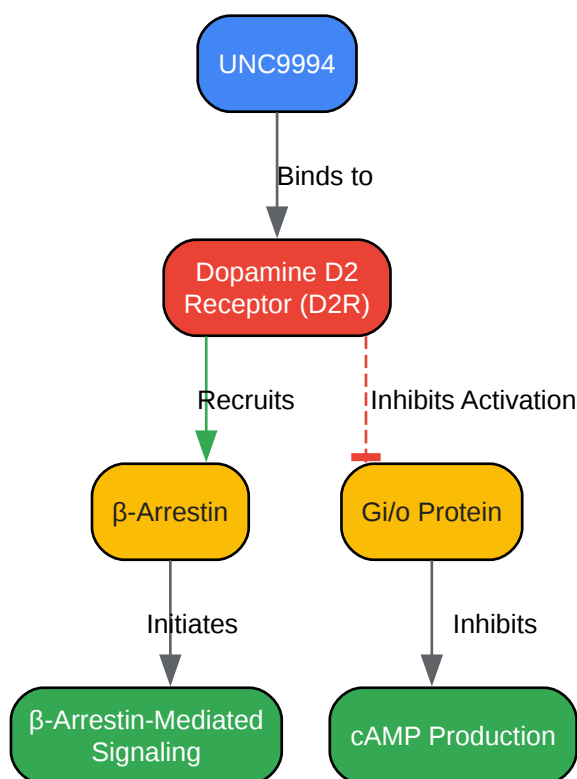 UNC9994
Binds to
Dopamine D2
Receptor (D2R)
Recruits
Inhibits Activation
β-Arrestin
Gi/o Protein
Initiates
Inhibits
β-Arrestin-Mediated
Signaling
cAMP Production